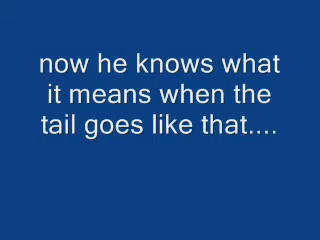 now he knows what
it means when the
tail goes like that....